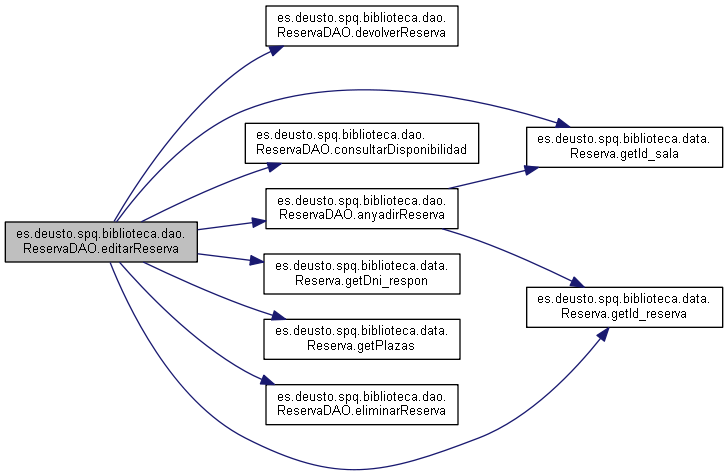 es.deusto.spq.biblioteca.dao.
ReservaDAO.editarReserva
es.deusto.spq.biblioteca.dao.
ReservaDAO.devolverReserva
es.deusto.spq.biblioteca.dao.
ReservaDAO.consultarDisponibilidad
es.deusto.spq.biblioteca.dao.
ReservaDAO.anyadirReserva
es.deusto.spq.biblioteca.data.
Reserva.getDni_respon
es.deusto.spq.biblioteca.data.
Reserva.getPlazas
es.deusto.spq.biblioteca.dao.
ReservaDAO.eliminarReserva
es.deusto.spq.biblioteca.data.
Reserva.getId_sala
es.deusto.spq.biblioteca.data.
Reserva.getId_reserva